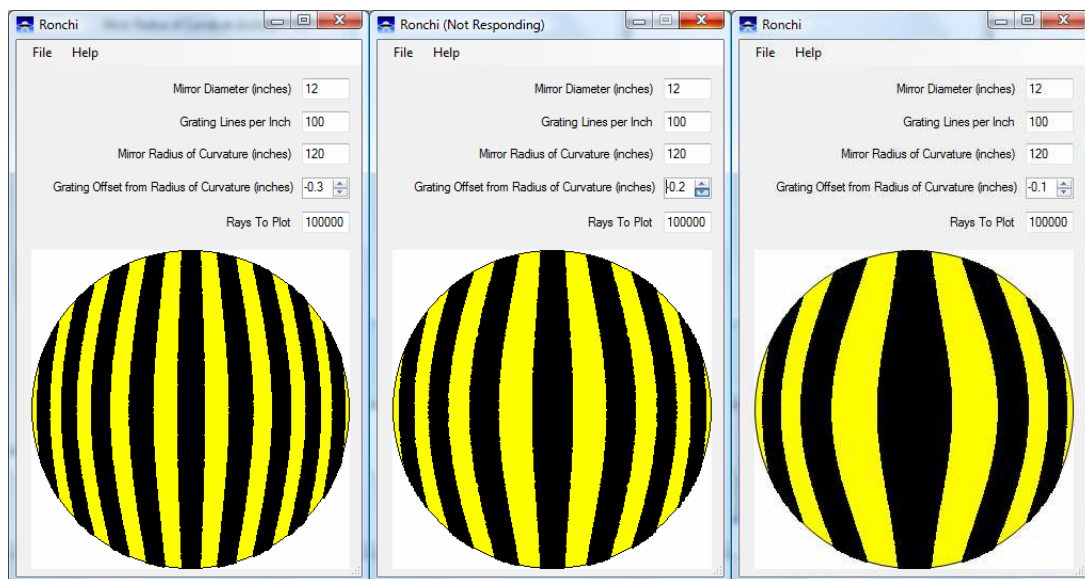 Ronchi
File Help
Mirror Diameter (inches) 12
Grating Lines per Inch 100
Mirror Radius of Curvature (inches) 120
Grating Offset from Radius of Curvature (inches) -0.3
Rays To Plot 100000
Ronchi (Not Responding)
File Help
Mirror Diameter (inches) 12
Grating Lines per Inch 100
Mirror Radius of Curvature (inches) 120
Grating Offset from Radius of Curvature (inches) -0.2
Rays To Plot 100000
Ronchi
File Help
Mirror Diameter (inches) 12
Grating Lines per Inch 100
Mirror Radius of Curvature (inches) 120
Grating Offset from Radius of Curvature (inches) -0.1
Rays To Plot 100000